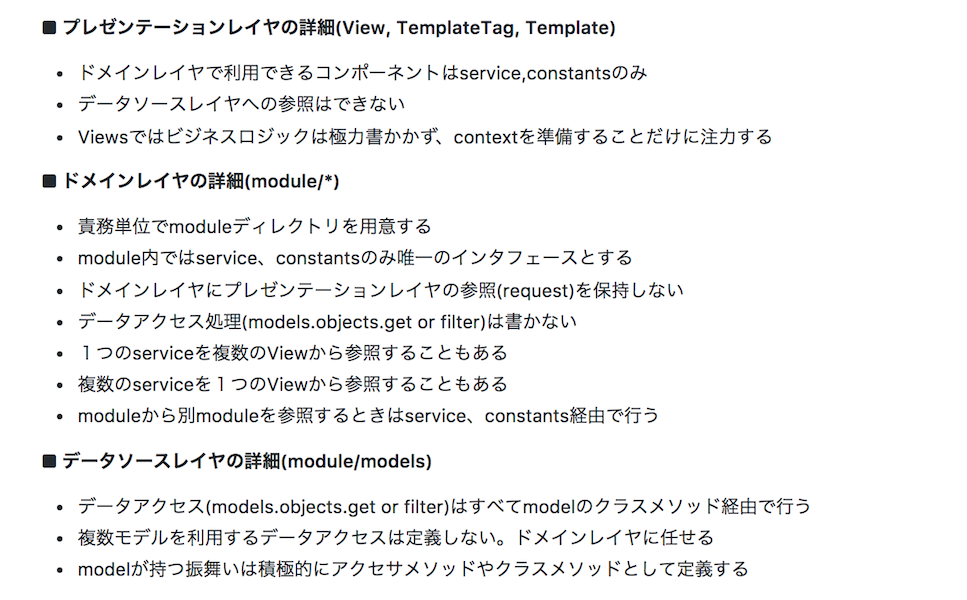 ■ プレゼンテーションレイヤの詳細(View, TemplateTag, Template)
• ドメインレイヤで利用できるコンポーネントはservice,constantsのみ
• データソースレイヤへの参照はできない
• Viewsではビジネスロジックは極力書かかず、contextを準備することだけに注力する
■ ドメインレイヤの詳細(module/*)
• 責務単位でmoduleディレクトリを用意する
• module内ではservice、constantsのみ唯一のインタフェースとする
• ドメインレイヤにプレゼンテーションレイヤの参照(request)を保持しない
• データアクセス処理(models.objects.get or filter)は書かない
• １つのserviceを複数のViewから参照することもある
• 複数のserviceを１つのViewから参照することもある
• moduleから別moduleを参照するときはservice、constants経由で行う
■ データソースレイヤの詳細(module/models)
• データアクセス(models.objects.get or filter)はすべてmodelのクラスメソッド経由で行う
• 複数モデルを利用するデータアクセスは定義しない。ドメインレイヤに任せる
• modelが持つ振舞いは積極的にアクセサメソッドやクラスメソッドとして定義する